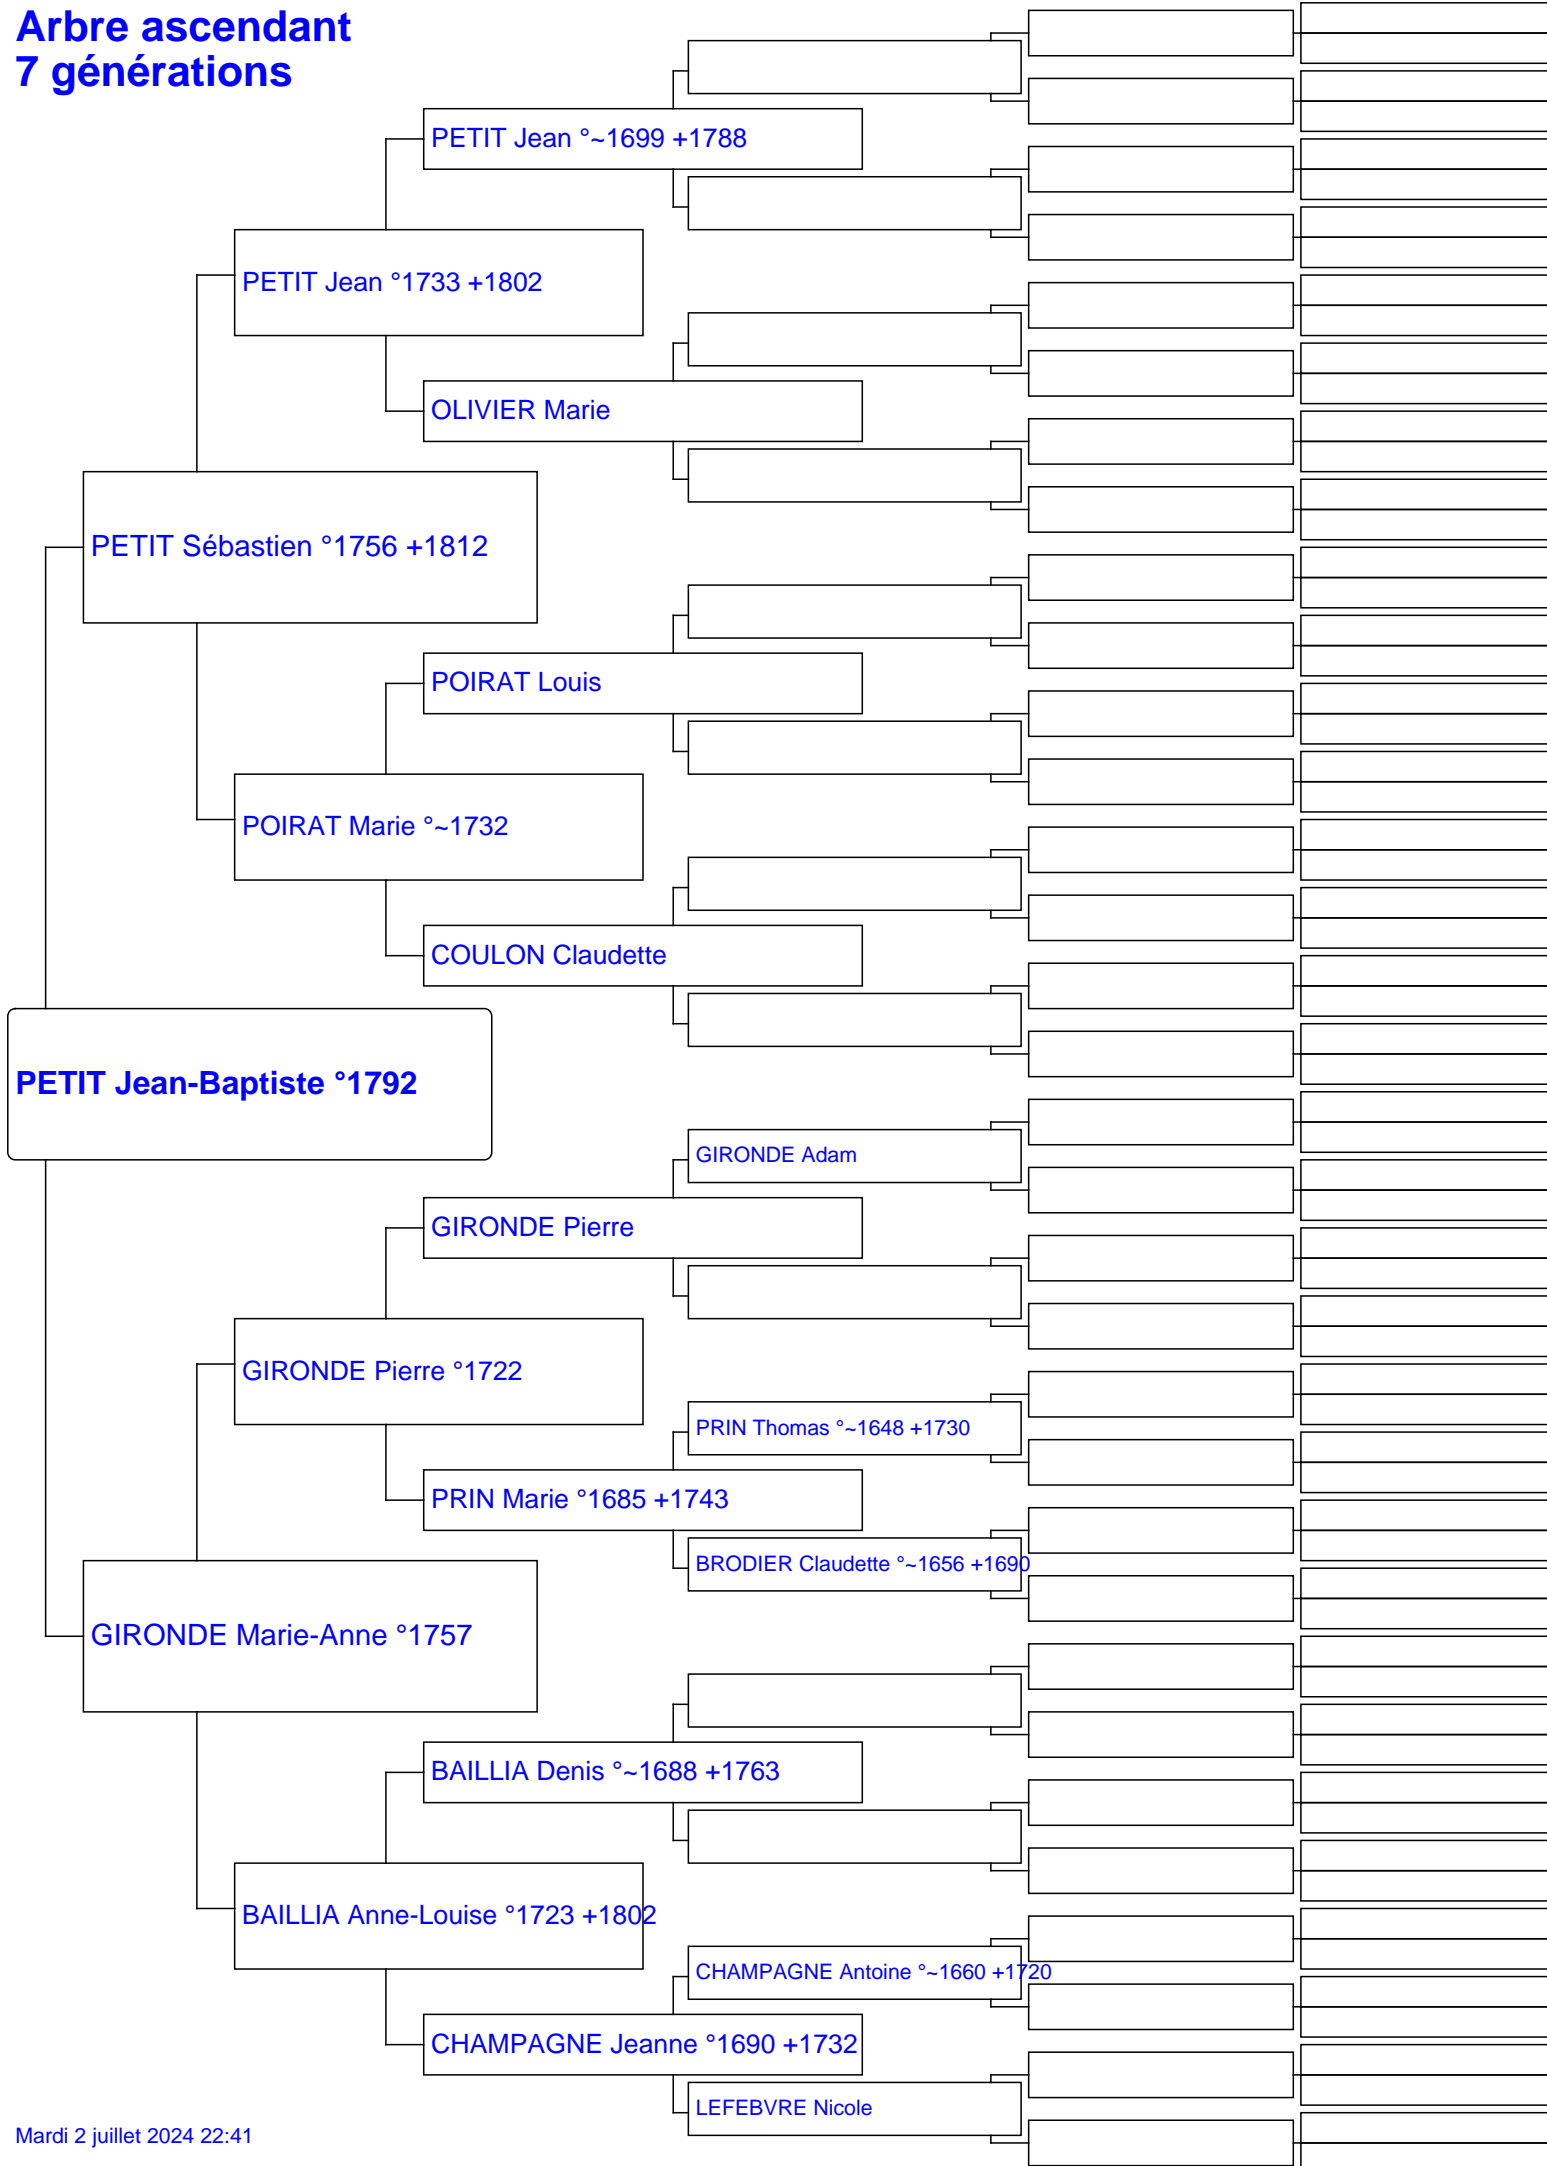 Arbre ascendant
7 générations
PETIT Jean °~1699 +1788
PETIT Jean °1733 +1802
OLIVIER Marie
PETIT Sébastien °1756 +1812
POIRAT Louis
POIRAT Marie °~1732
COULON Claudette
PETIT Jean-Baptiste °1792
GIRONDE Adam
GIRONDE Pierre
GIRONDE Pierre °1722
PRIN Thomas °~1648 +1730
PRIN Marie °1685 +1743
BRODIER Claudette °~1656 +1690
GIRONDE Marie-Anne °1757
BAILLIA Denis °~1688 +1763
BAILLIA Anne-Louise °1723 +1802
CHAMPAGNE Antoine °~1660 +1720
CHAMPAGNE Jeanne °1690 +1732
LEFEBVRE Nicole
Mardi 2 juillet 2024 22:41